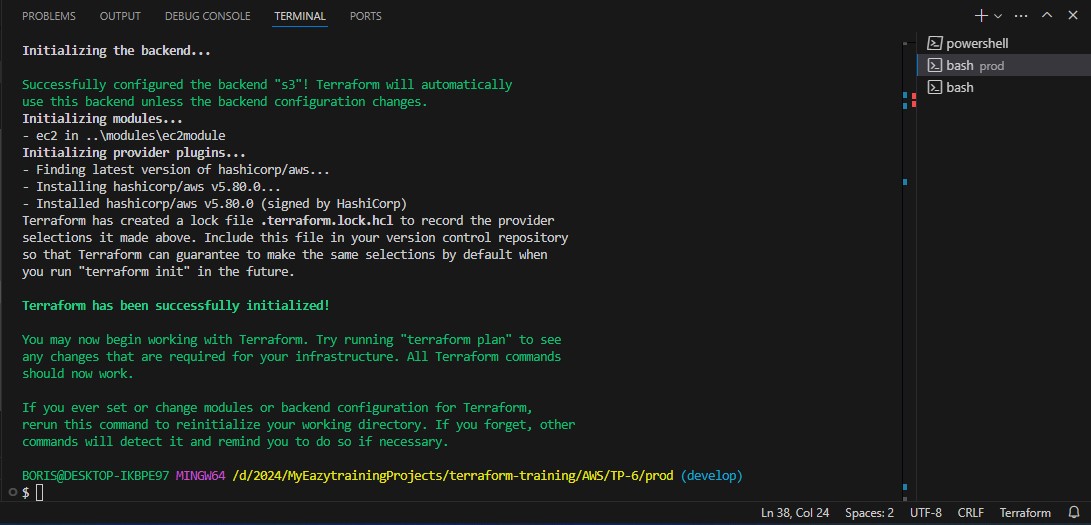 PROBLEMS OUTPUT DEBUG CONSOLE TERMINAL PORTS
Initializing the backend...
Successfully configured the backend "s3"! Terraform will automatically
use this backend unless the backend configuration changes.
Initializing modules...
- ec2 in ..\modules\ec2module
Initializing provider plugins...
- Finding latest version of hashicorp/aws...
- Installing hashicorp/aws v5.80.0...
- Installed hashicorp/aws v5.80.0 (signed by HashiCorp)
Terraform has created a lock file .terraform.lock.hcl to record the provider
selections it made above. Include this file in your version control repository
so that Terraform can guarantee to make the same selections by default when
you run "terraform init" in the future.
Terraform has been successfully initialized!
You may now begin working with Terraform. Try running "terraform plan" to see
any changes that are required for your infrastructure. All Terraform commands
should now work.
If you ever set or change modules or backend configuration for Terraform,
rerun this command to reinitialize your working directory. If you forget, other
commands will detect it and remind you to do so if necessary.
BORIS@DESKTOP-IKBPE97 MINGW64 /d/2024/MyEazytrainingProjects/terraform-training/AWS/TP-6/prod (develop)
$
powershell
bash prod
bash
Ln 38, Col 24 Spaces: 2 UTF-8 CRLF Terraform